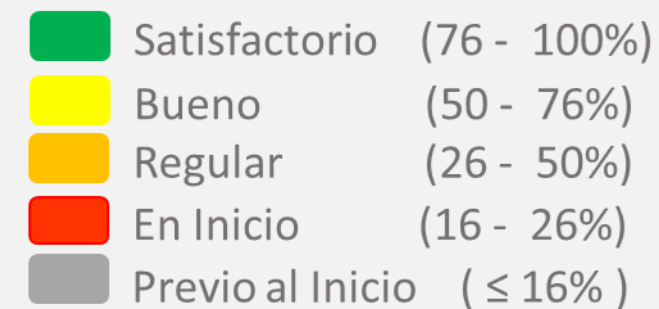 Satisfactorio (76 - 100%)
Bueno (50 - 76%)
Regular (26 - 50%)
En Inicio (16 - 26%)
Previo al Inicio ( ≤ 16% )